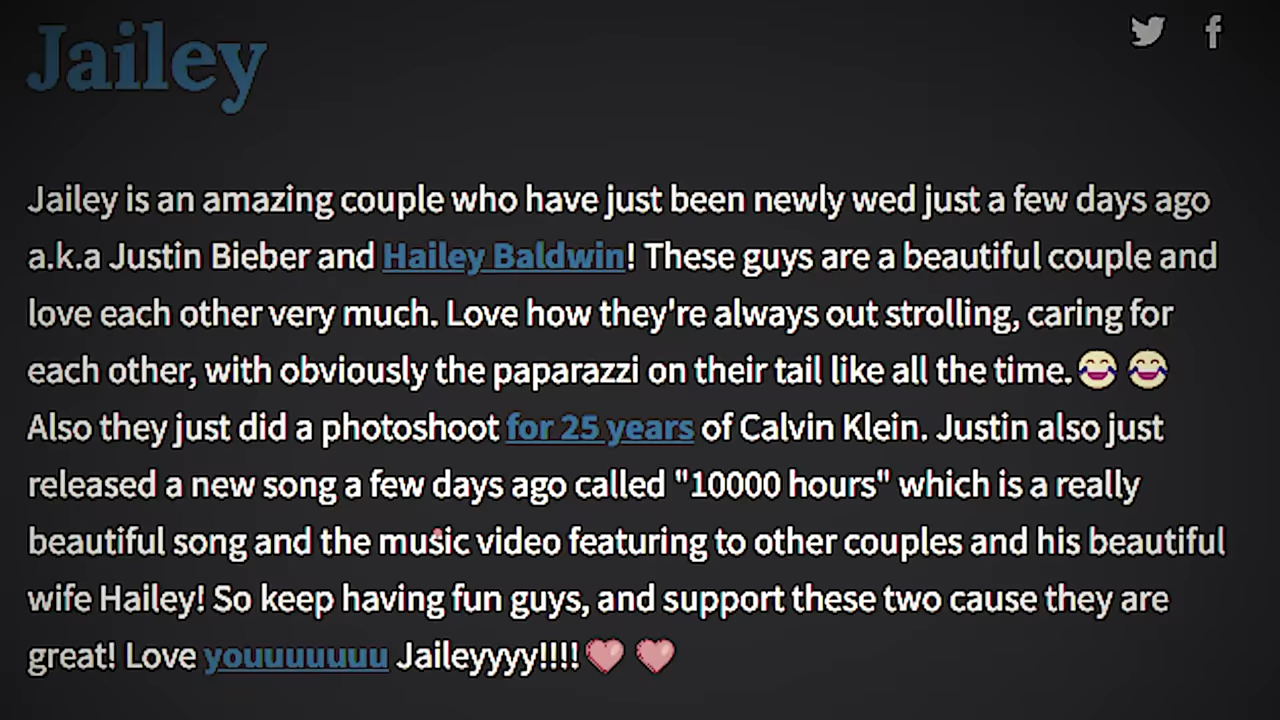 Jailey
Jailey is an amazing couple who have just been newly wed just a few days ago
a.k.a Justin Bieber and Hailey Baldwin! These guys are a beautiful couple and
love each other very much. Love how they're always out strolling, caring for
each other, with obviously the paparazzi on their tail like all the time.😂 😂
Also they just did a photoshoot for 25 years of Calvin Klein. Justin also just
released a new song a few days ago called "10000 hours" which is a really
beautiful song and the music video featuring to other couples and his beautiful
wife Hailey! So keep having fun guys, and support these two cause they are
great! Love youuuuuuu Jaileyyyy!!!!❤️ ❤️